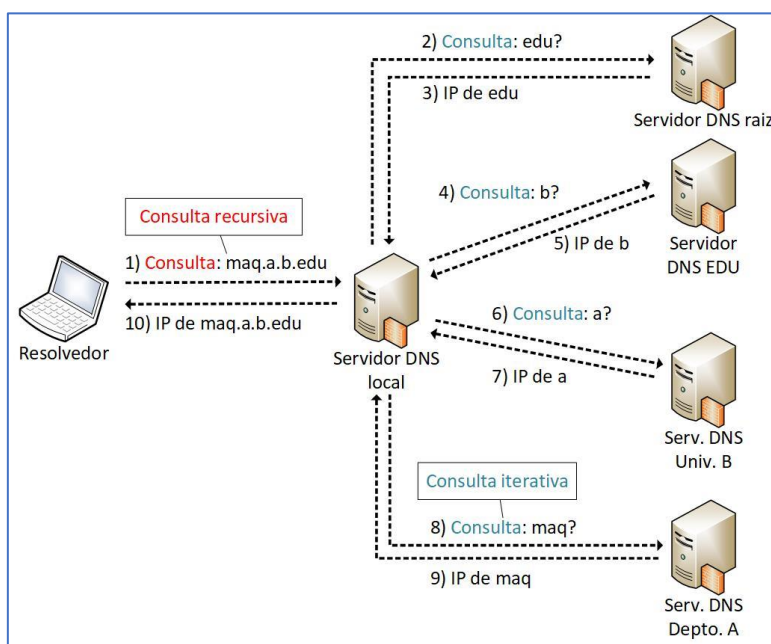 2) Consulta: edu?
3) IP de edu
Servidor DNS raiz
4) Consulta: b?
5) IP de b
Servidor
DNS EDU
Consulta recursiva
1) Consulta: maq.a.b.edu
10) IP de maq.a.b.edu
Resolvedor
Servidor DNS
local
6) Consulta: a?
7) IP de a
Serv. DNS
Univ. B
Consulta iterativa
8) Consulta: maq?
9) IP de maq
Serv. DNS
Depto. A